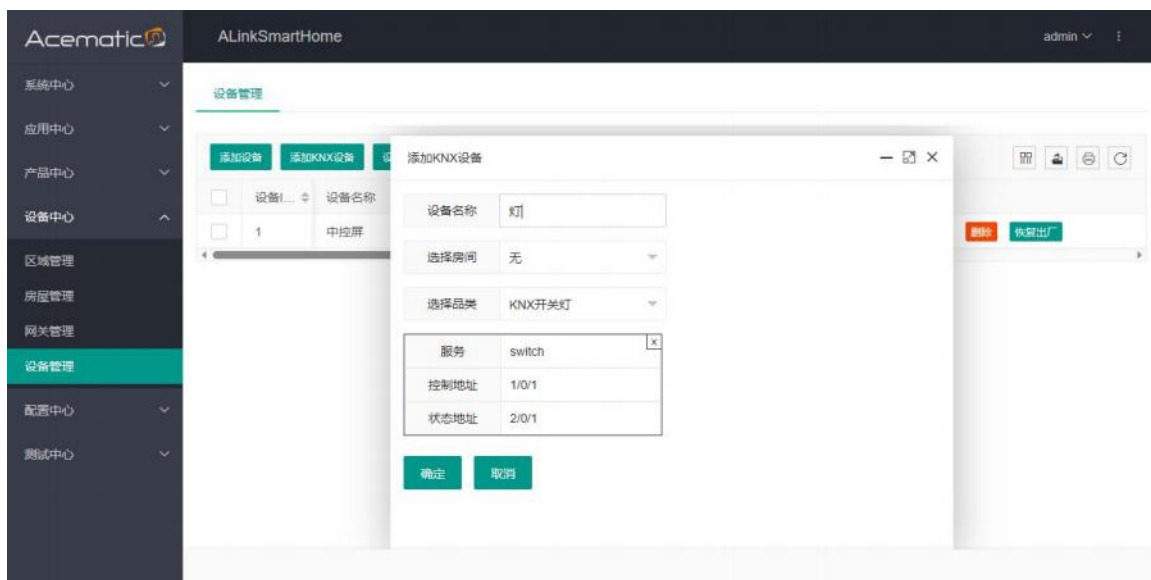 Acematic
ALinkSmartHome
admin
系统中心
应用中心
产品中心
设备中心
区域管理
房屋管理
网关管理
设备管理
配置中心
测试中心
设备管理
添加设备 添加KNX设备
设备I... 设备名称
1 中控屏
删除 恢复出厂
添加KNX设备
设备名称 灯
选择房间 无
选择品类 KNX开关灯
服务 switch
控制地址 1/0/1
状态地址 2/0/1
确定 取消